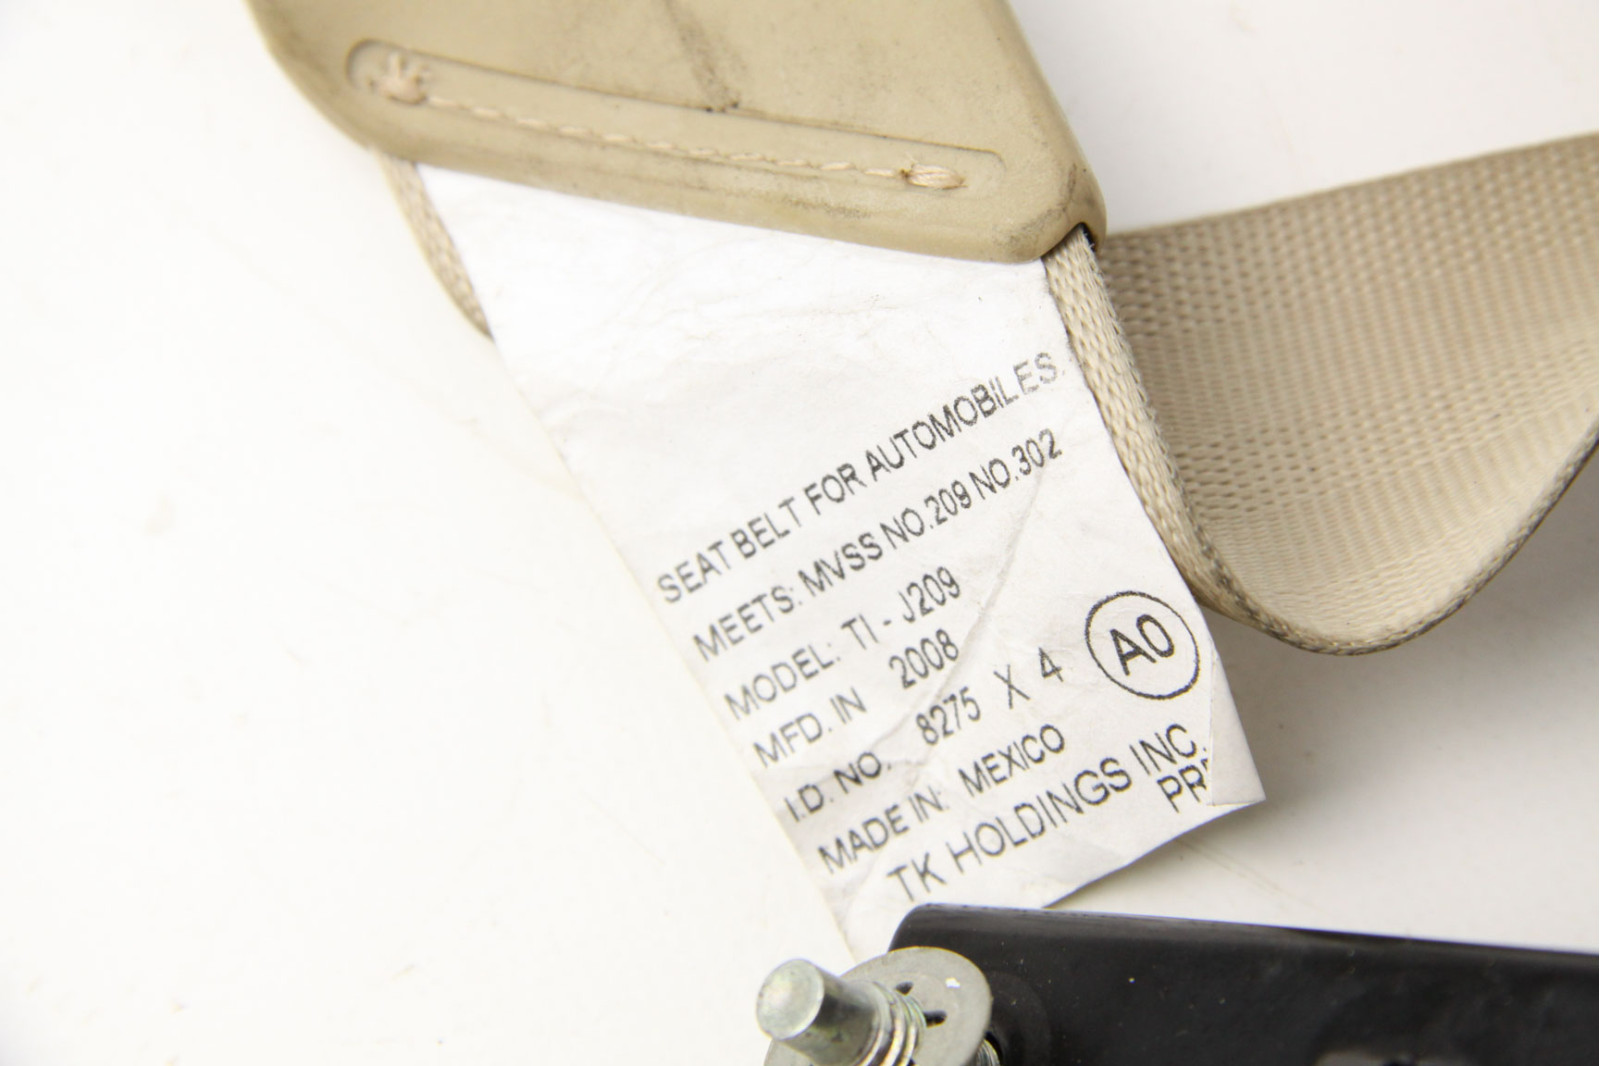 SEAT BELT FOR AUTOMOBILES
MEETS: MVSS NO.209 NO.302
MODEL: TI - J209
MFD. IN 2008
I.D. NO. 8275 X 4
A0
MADE IN: MEXICO
TK HOLDINGS INC.